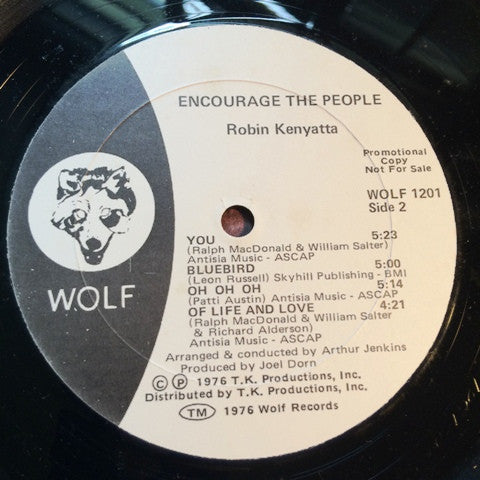 ENCOURAGE THE PEOPLE
Robin Kenyatta
Promotional
Copy
Not For Sale
WOLF 1201
Side 2
WOLF
YOU 5:23
(Ralph MacDonald & William Salter)
Antisia Music - ASCAP
BLUEBIRD 5:00
(Leon Russell) Skyhill Publishing - BMI
OH OH OH 5:14
(Patti Austin) Antisia Music - ASCAP
OF LIFE AND LOVE 4:21
(Ralph MacDonald & William Salter
& Richard Alderson)
Antisia Music - ASCAP
Arranged & conducted by Arthur Jenkins
Produced by Joel Dorn
© ℗ 1976 T.K. Productions, Inc.
Distributed by T.K. Productions, Inc.
TM 1976 Wolf Records